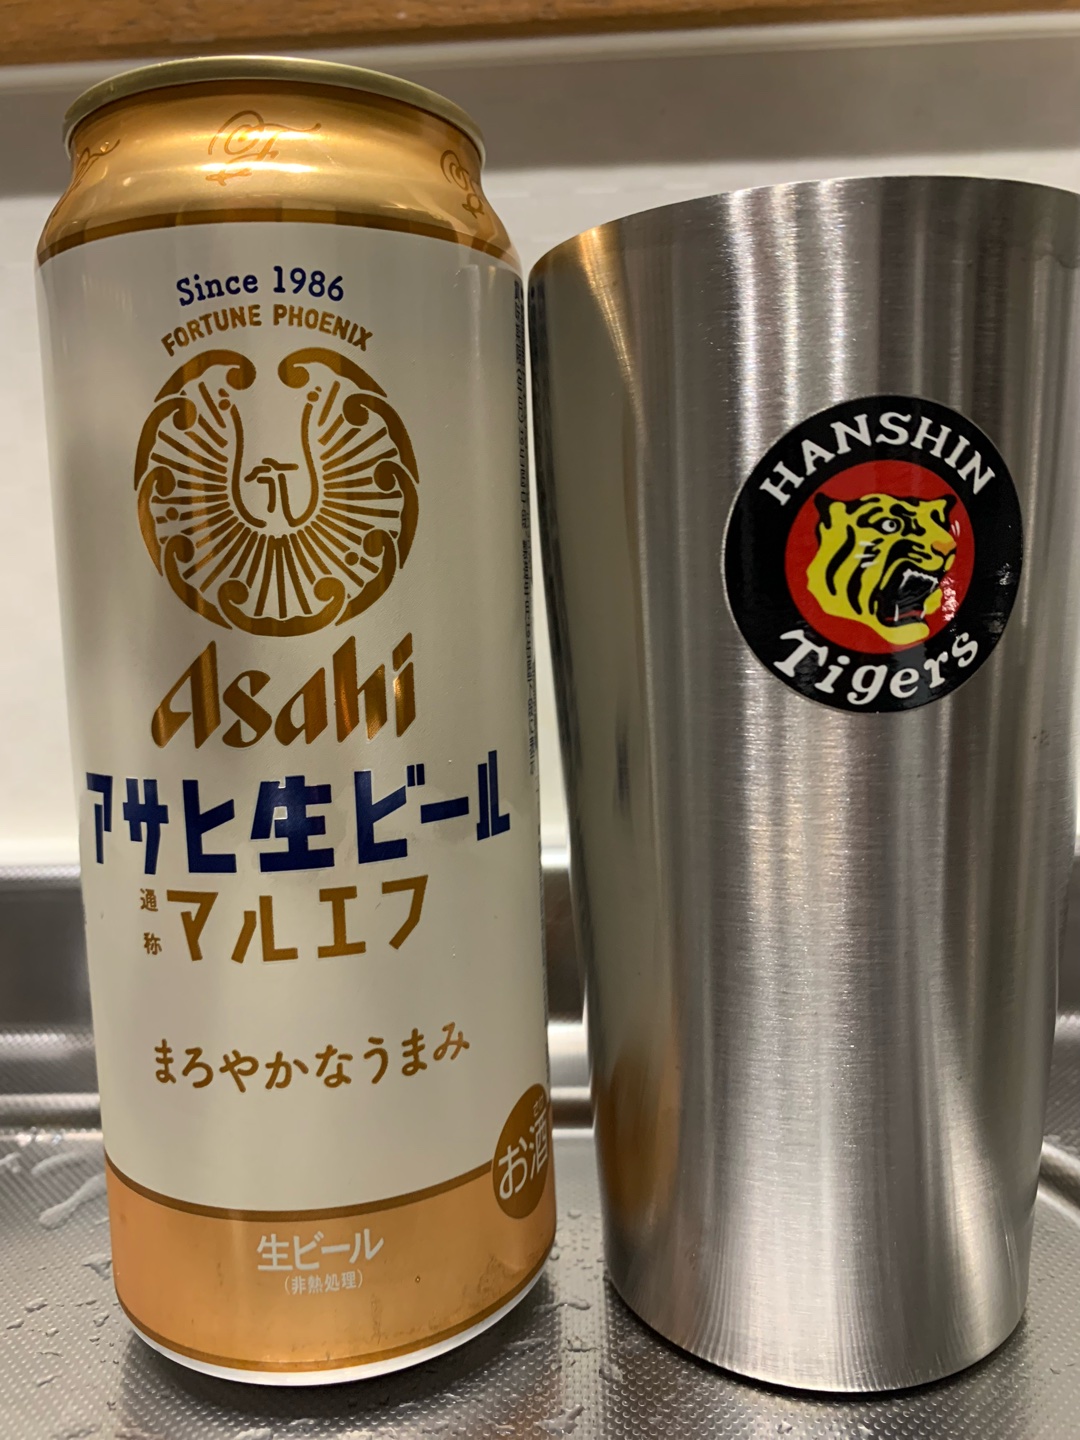 Since 1986
FORTUNE PHOENIX
Asahi
アサヒ生ビール
通称 マルエフ
まろやかなうまみ
お酒
生ビール
(非熱処理)
HANSHIN
Tigers